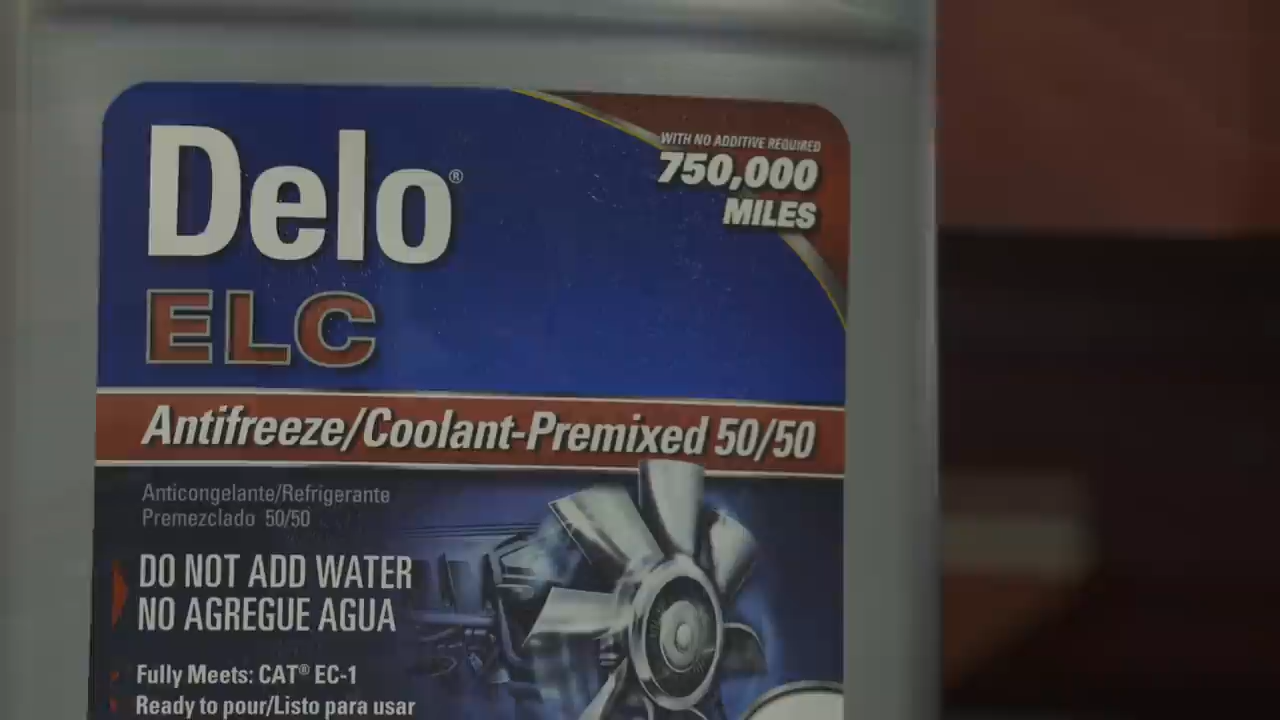 Delo®
WITH NO ADDITIVE REQUIRED
750,000
MILES
ELC
Antifreeze/Coolant-Premixed 50/50
Anticongelante/Refrigerante
Premezclado 50/50
DO NOT ADD WATER
NO AGREGUE AGUA
Fully Meets: CAT® EC-1
Ready to pour/Listo para usar